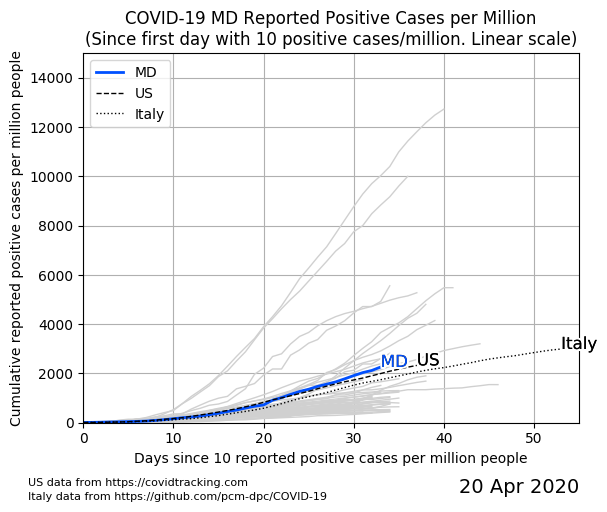 COVID-19 MD Reported Positive Cases per Million
(Since first day with 10 positive cases/million. Linear scale)
Cumulative reported positive cases per million people
14000
12000
10000
8000
6000
4000
2000
0
MD
US
Italy
MD
US
Italy
0
10
20
30
40
50
Days since 10 reported positive cases per million people
US data from https://covidtracking.com
Italy data from https://github.com/pcm-dpc/COVID-19
20 Apr 2020